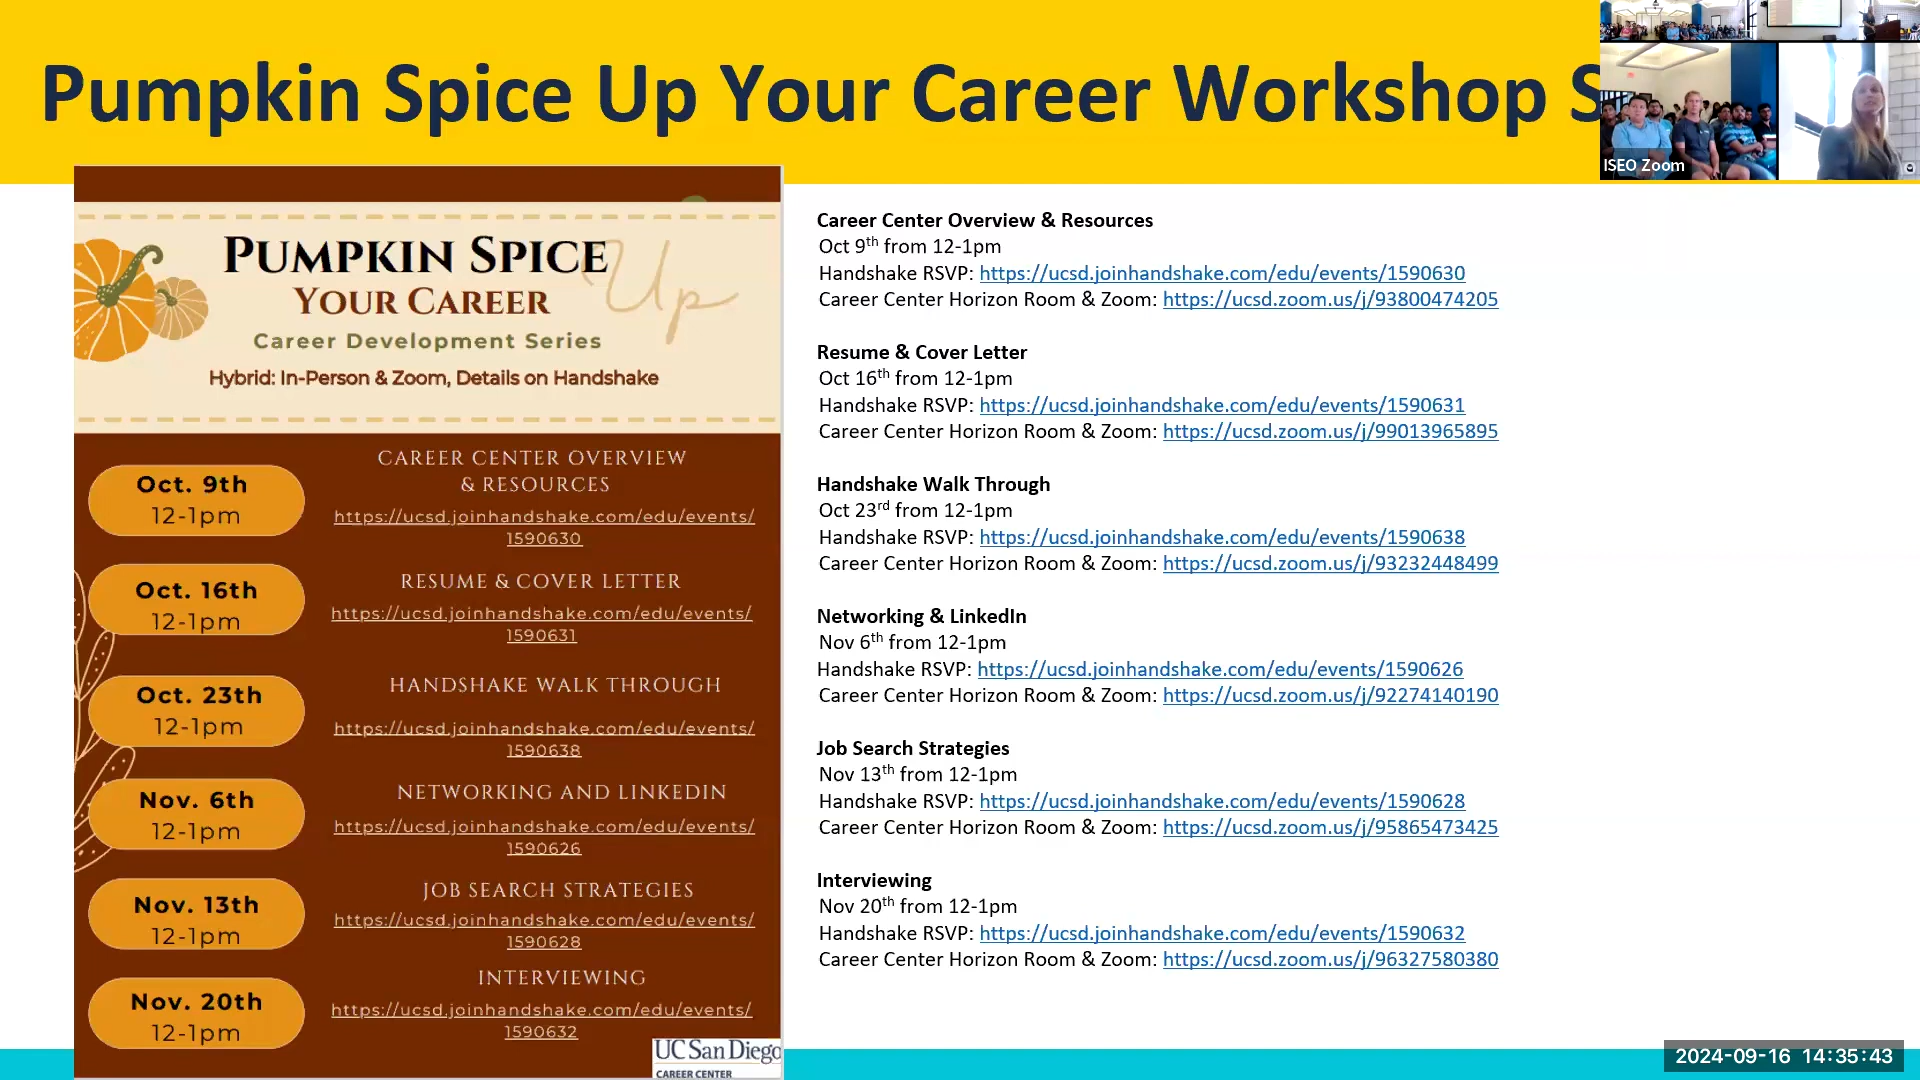 Pumpkin Spice Up Your Career Workshop S
ISEO Zoom
PUMPKIN SPICE
Up
YOUR CAREER
Career Development Series
Hybrid: In-Person & Zoom, Details on Handshake
Oct. 9th
12-1pm
CAREER CENTER OVERVIEW
& RESOURCES
https://ucsd.joinhandshake.com/edu/events/
1590630
Oct. 16th
12-1pm
RESUME & COVER LETTER
https://ucsd.joinhandshake.com/edu/events/
1590631
Oct. 23th
12-1pm
HANDSHAKE WALK THROUGH
https://ucsd.joinhandshake.com/edu/events/
1590638
Nov. 6th
12-1pm
NETWORKING AND LINKEDIN
https://ucsd.joinhandshake.com/edu/events/
1590626
Nov. 13th
12-1pm
JOB SEARCH STRATEGIES
https://ucsd.joinhandshake.com/edu/events/
1590628
Nov. 20th
12-1pm
INTERVIEWING
https://ucsd.joinhandshake.com/edu/events/
1590632
UC San Diego
CAREER CENTER
Career Center Overview & Resources
Oct 9th from 12-1pm
Handshake RSVP: https://ucsd.joinhandshake.com/edu/events/1590630
Career Center Horizon Room & Zoom: https://ucsd.zoom.us/j/93800474205
Resume & Cover Letter
Oct 16th from 12-1pm
Handshake RSVP: https://ucsd.joinhandshake.com/edu/events/1590631
Career Center Horizon Room & Zoom: https://ucsd.zoom.us/j/99013965895
Handshake Walk Through
Oct 23rd from 12-1pm
Handshake RSVP: https://ucsd.joinhandshake.com/edu/events/1590638
Career Center Horizon Room & Zoom: https://ucsd.zoom.us/j/93232448499
Networking & LinkedIn
Nov 6th from 12-1pm
Handshake RSVP: https://ucsd.joinhandshake.com/edu/events/1590626
Career Center Horizon Room & Zoom: https://ucsd.zoom.us/j/92274140190
Job Search Strategies
Nov 13th from 12-1pm
Handshake RSVP: https://ucsd.joinhandshake.com/edu/events/1590628
Career Center Horizon Room & Zoom: https://ucsd.zoom.us/j/95865473425
Interviewing
Nov 20th from 12-1pm
Handshake RSVP: https://ucsd.joinhandshake.com/edu/events/1590632
Career Center Horizon Room & Zoom: https://ucsd.zoom.us/j/96327580380
2024-09-16 14:35:43